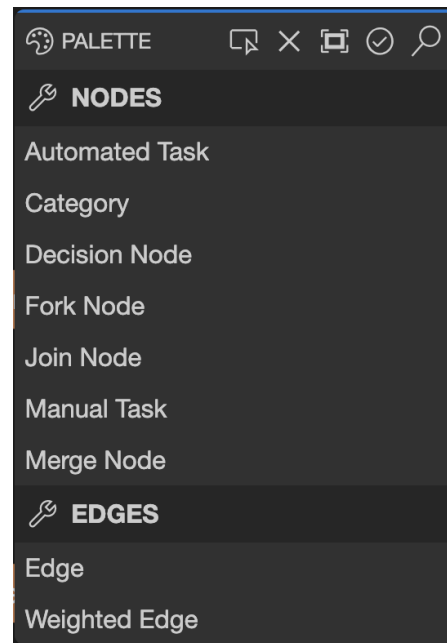 PALETTE
NODES
Automated Task
Category
Decision Node
Fork Node
Join Node
Manual Task
Merge Node
EDGES
Edge
Weighted Edge